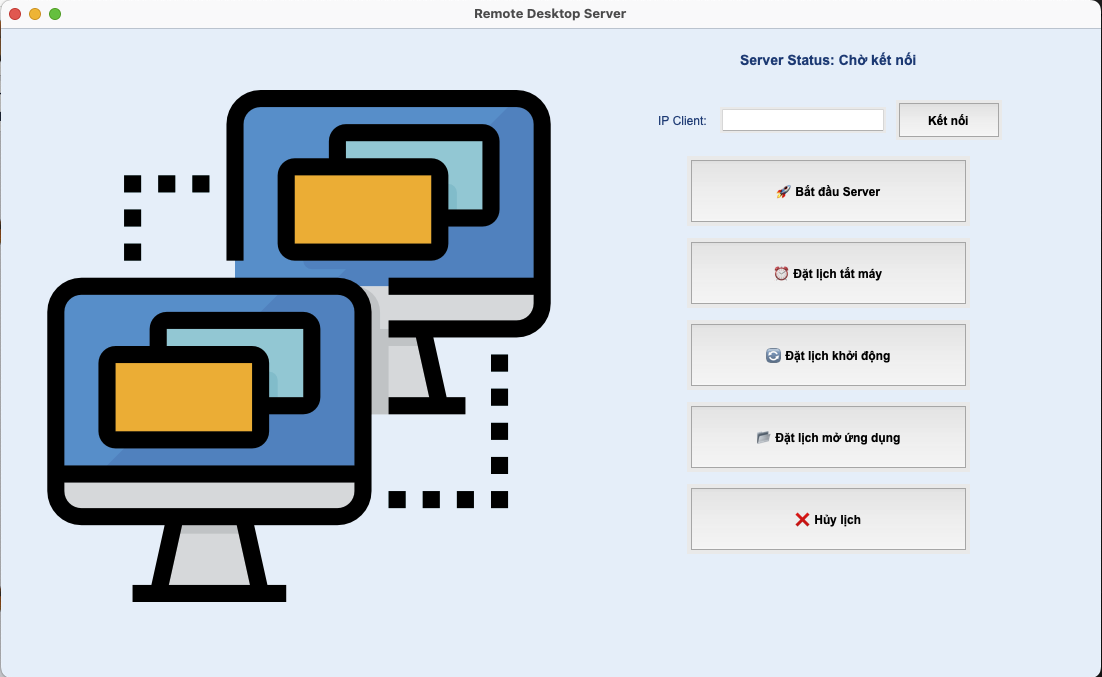 Remote Desktop Server
Server Status: Chờ kết nối
IP Client:
Kết nối
🚀 Bắt đầu Server
⏰ Đặt lịch tắt máy
🔄 Đặt lịch khởi động
📂 Đặt lịch mở ứng dụng
❌ Hủy lịch